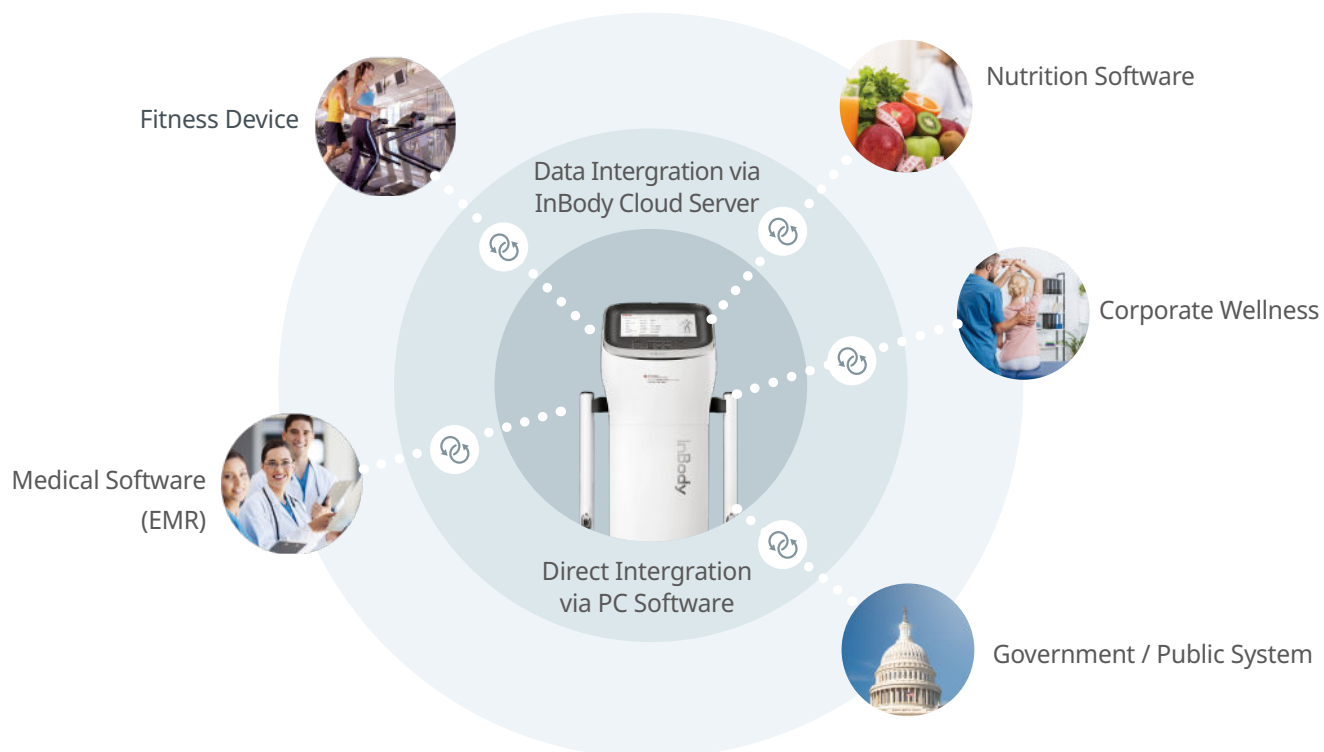 Nutrition Software
Fitness Device
Data Intergration via
InBody Cloud Server
Corporate Wellness
InBody
Medical Software
(EMR)
Direct Intergration
via PC Software
Government / Public System